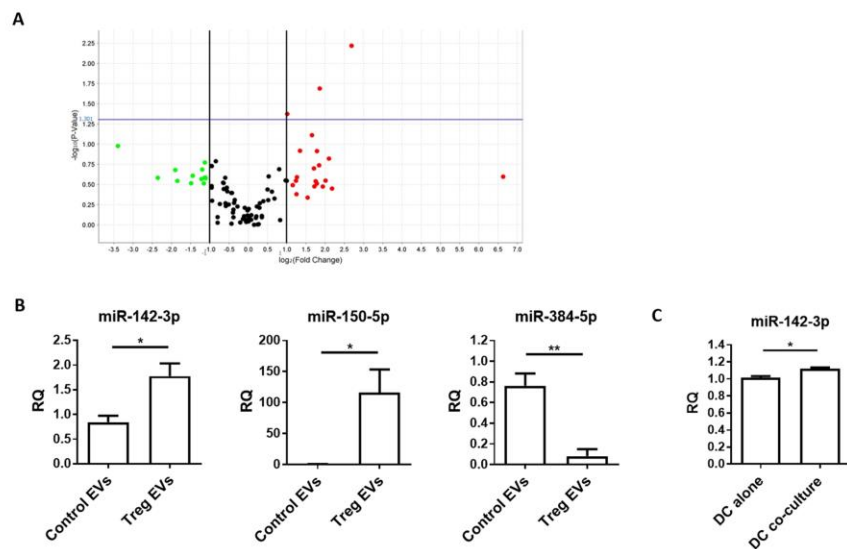 A
-log10(P-Value)
2.25
2.00
1.75
1.50
1.301
1.25
1.00
0.75
0.50
0.25
0.00
-3.5 -3.0 -2.5 -2.0 -1.5 -1.0 -0.5 0.0 0.5 1.0 1.5 2.0 2.5 3.0 3.5 4.0 4.5 5.0 5.5 6.0 6.5 7.0
log2(Fold Change)
B
miR-142-3p
*
RQ
2.5
2.0
1.5
1.0
0.5
0.0
Control EVs
Treg EVs
miR-150-5p
*
RQ
200
150
100
50
0
Control EVs
Treg EVs
miR-384-5p
**
RQ
1.0
0.8
0.6
0.4
0.2
0.0
Control EVs
Treg EVs
C
miR-142-3p
*
RQ
1.4
1.2
1.0
0.8
0.6
0.4
0.2
0.0
DC alone
DC co-culture